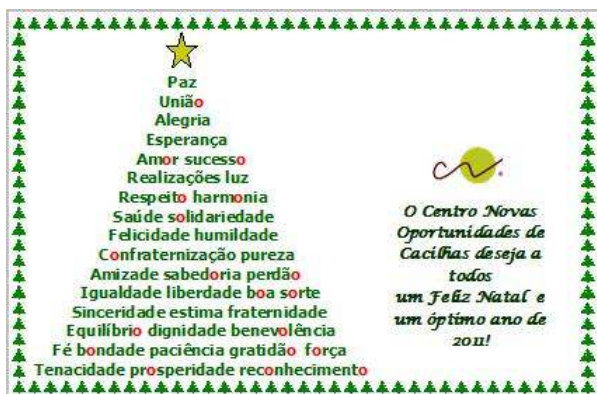 Paz
União
Alegria
Esperança
Amor sucesso
Realizações luz
Respeito harmonia
Saúde solidariedade
Felicidade humildade
Confraternização pureza
Amizade sabedoria perdão
Igualdade liberdade boa sorte
Sinceridade estima fraternidade
Equilíbrio dignidade benevolência
Fé bondade paciência gratidão força
Tenacidade prosperidade reconhecimento
O Centro Novas
Oportunidades de
Cacilhas deseja a
todos
um Feliz Natal e
um óptimo ano de
2011!